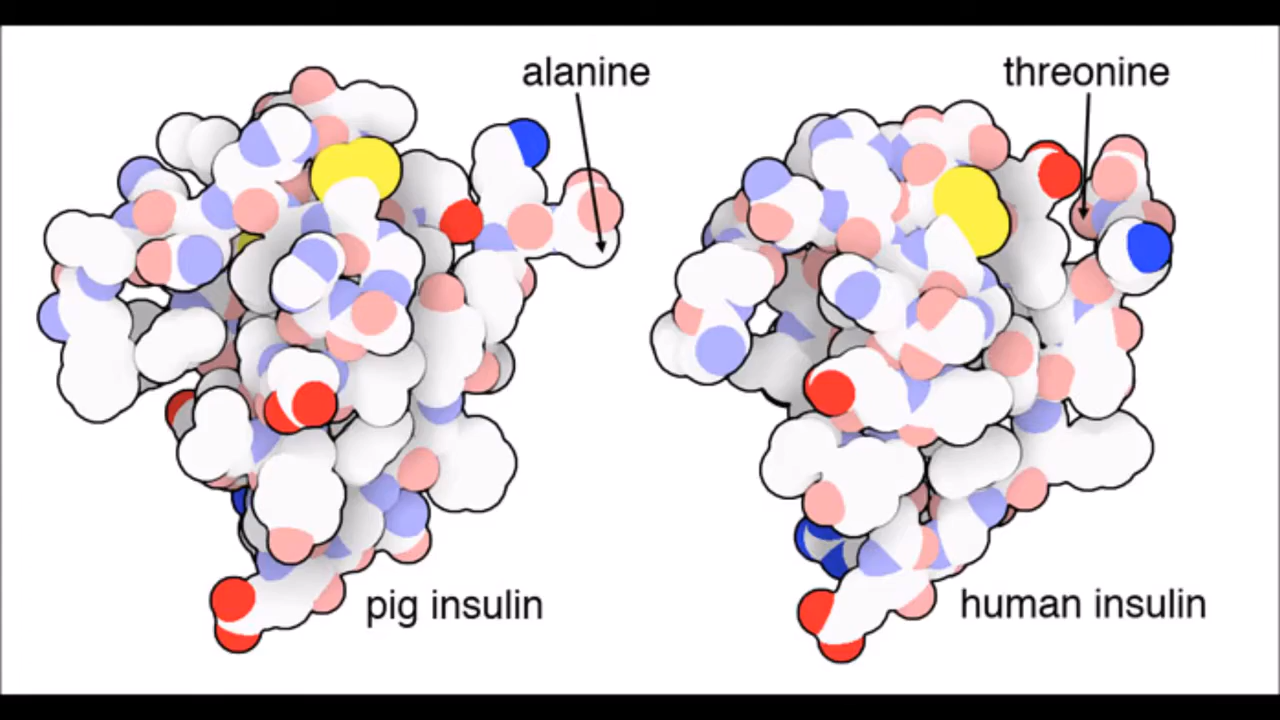 alanine
threonine
pig insulin
human insulin